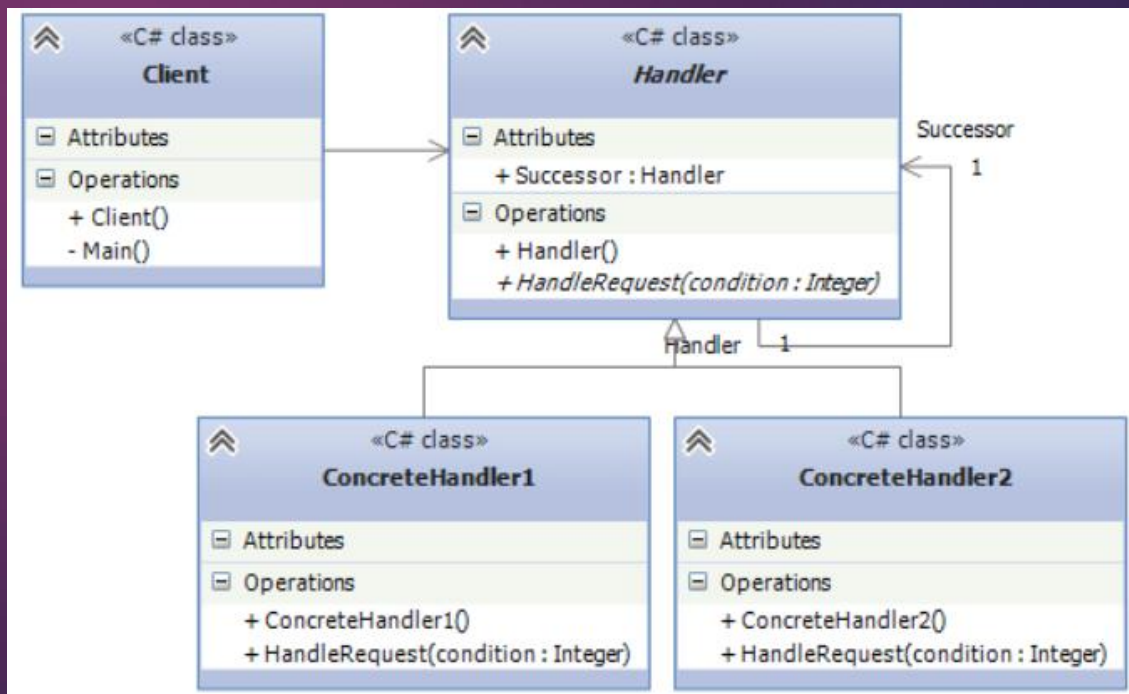 «C# class»
Client
Attributes
Operations
+ Client()
- Main()
«C# class»
Handler
Attributes
+ Successor : Handler
Operations
+ Handler()
+ HandleRequest(condition : Integer)
Successor
1
Handler
1
«C# class»
ConcreteHandler1
Attributes
Operations
+ ConcreteHandler1()
+ HandleRequest(condition : Integer)
«C# class»
ConcreteHandler2
Attributes
Operations
+ ConcreteHandler2()
+ HandleRequest(condition : Integer)